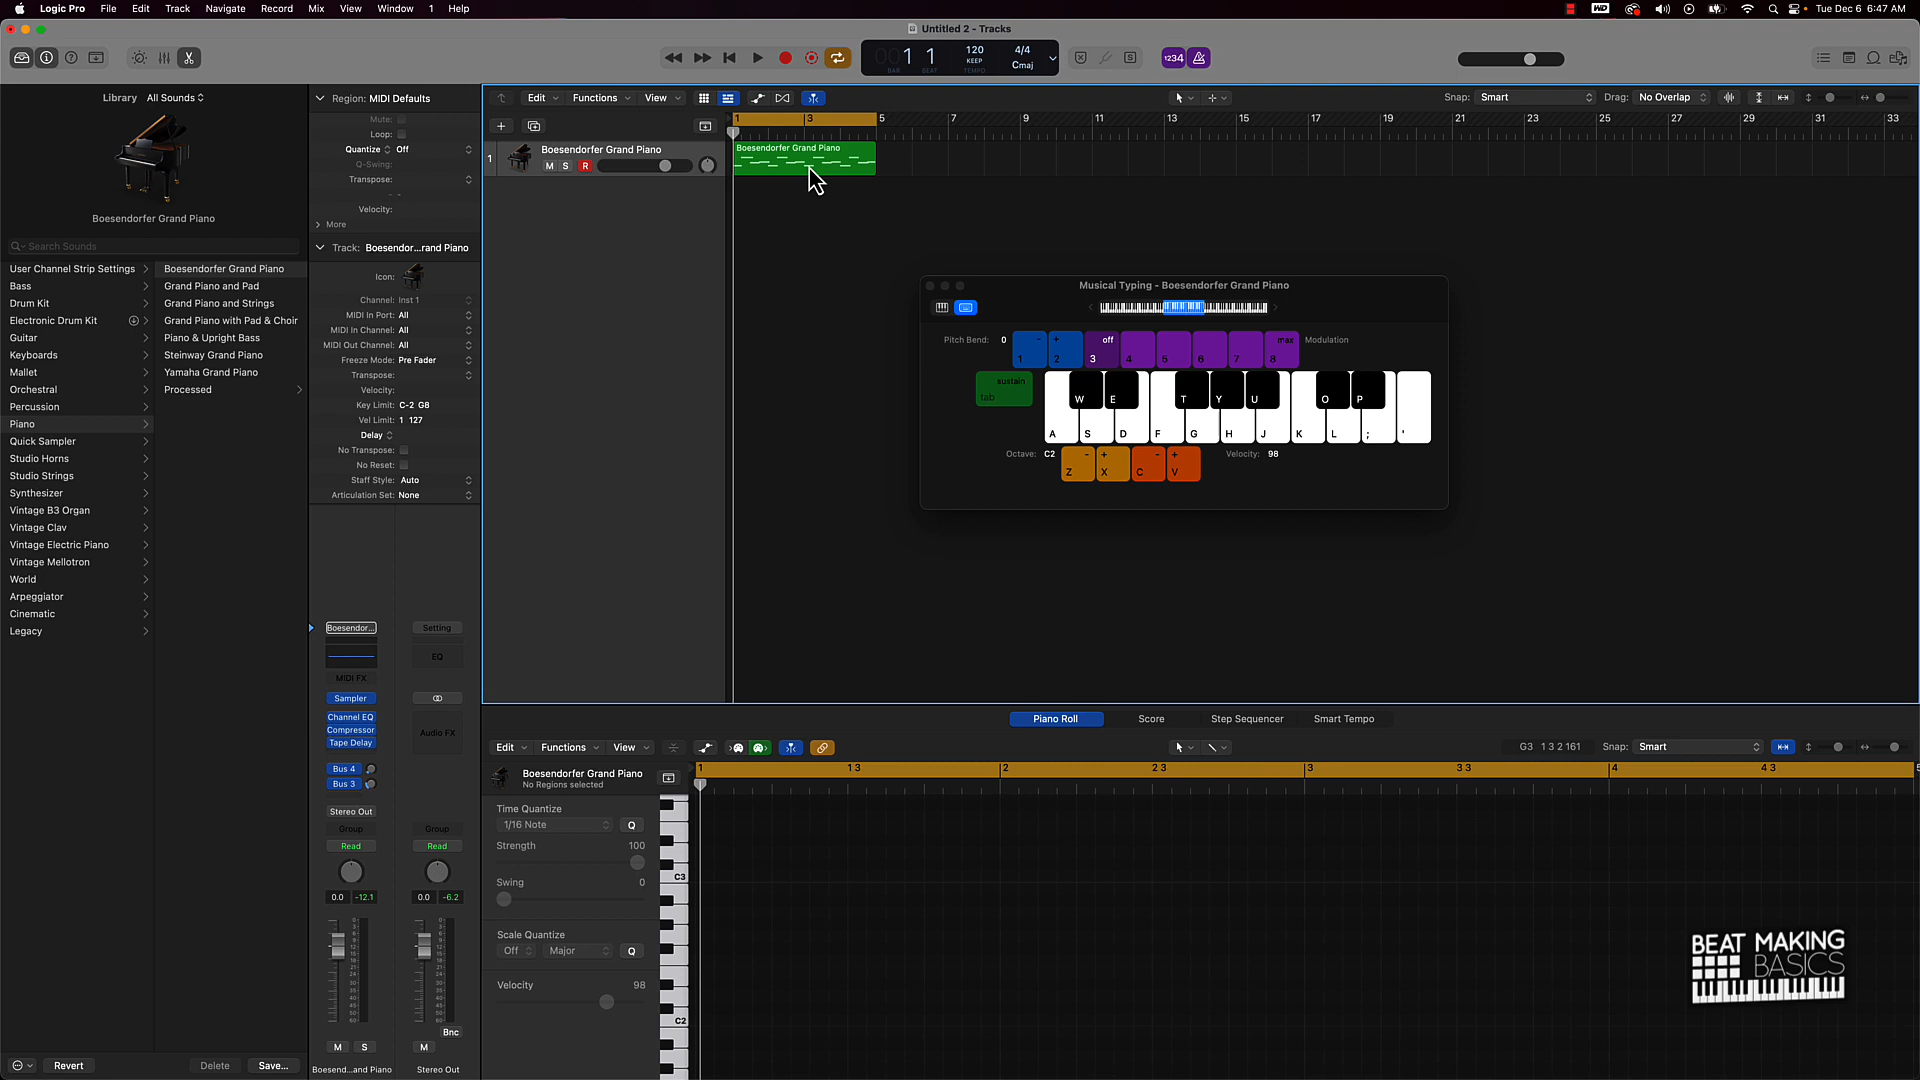 Logic Pro File Edit Track Navigate Record Mix View Window 1 Help
Tue Dec 6 6:47 AM
Untitled 2 - Tracks
1 1
BAR BEAT
120
KEEP
TEMPO
4/4
Cmaj
1234
Library All Sounds
Boesendorfer Grand Piano
Search Sounds
User Channel Strip Settings
Bass
Drum Kit
Electronic Drum Kit
Guitar
Keyboards
Mallet
Orchestral
Percussion
Piano
Quick Sampler
Studio Horns
Studio Strings
Synthesizer
Vintage B3 Organ
Vintage Clav
Vintage Electric Piano
Vintage Mellotron
World
Arpeggiator
Cinematic
Legacy
Boesendorfer Grand Piano
Grand Piano and Pad
Grand Piano and Strings
Grand Piano with Pad & Choir
Piano & Upright Bass
Steinway Grand Piano
Yamaha Grand Piano
Processed
Revert
Delete
Save...
Region: MIDI Defaults
Mute:
Loop:
Quantize Off
Q-Swing:
Transpose:
Velocity:
More
Track: Boesendor...rand Piano
Icon:
Channel: Inst 1
MIDI In Port: All
MIDI In Channel: All
MIDI Out Channel: All
Freeze Mode: Pre Fader
Transpose:
Velocity:
Key Limit: C-2 G8
Vel Limit: 1 127
Delay
No Transpose:
No Reset:
Staff Style: Auto
Articulation Set: None
Boesendor... Setting
EQ
MIDI FX
Sampler
Channel EQ
Compressor
Tape Delay
Audio FX
Bus 4
Bus 3
Stereo Out
Group Group
Read Read
0.0 -12.1 0.0 -6.2
Bnc
M S M
Boesend...and Piano Stereo Out
Edit Functions View
Snap: Smart Drag: No Overlap
1 3 5 7 9 11 13 15 17 19 21 23 25 27 29 31 33
1 Boesendorfer Grand Piano
M S R
Boesendorfer Grand Piano
Musical Typing - Boesendorfer Grand Piano
Pitch Bend: 0 - + off max Modulation
1 2 3 4 5 6 7 8
sustain
tab
W E T Y U O P
A S D F G H J K L ; '
Octave: C2 - + - + Velocity: 98
Z X C V
Piano Roll Score Step Sequencer Smart Tempo
Edit Functions View
G3 1 3 2 161 Snap: Smart
Boesendorfer Grand Piano
No Regions selected
1 1 3 2 2 3 3 3 3 4 4 3 5
Time Quantize
1/16 Note Q
Strength 100
Swing 0
Scale Quantize
Off Major Q
Velocity 98
C3
C2
BEAT MAKING
BASICS